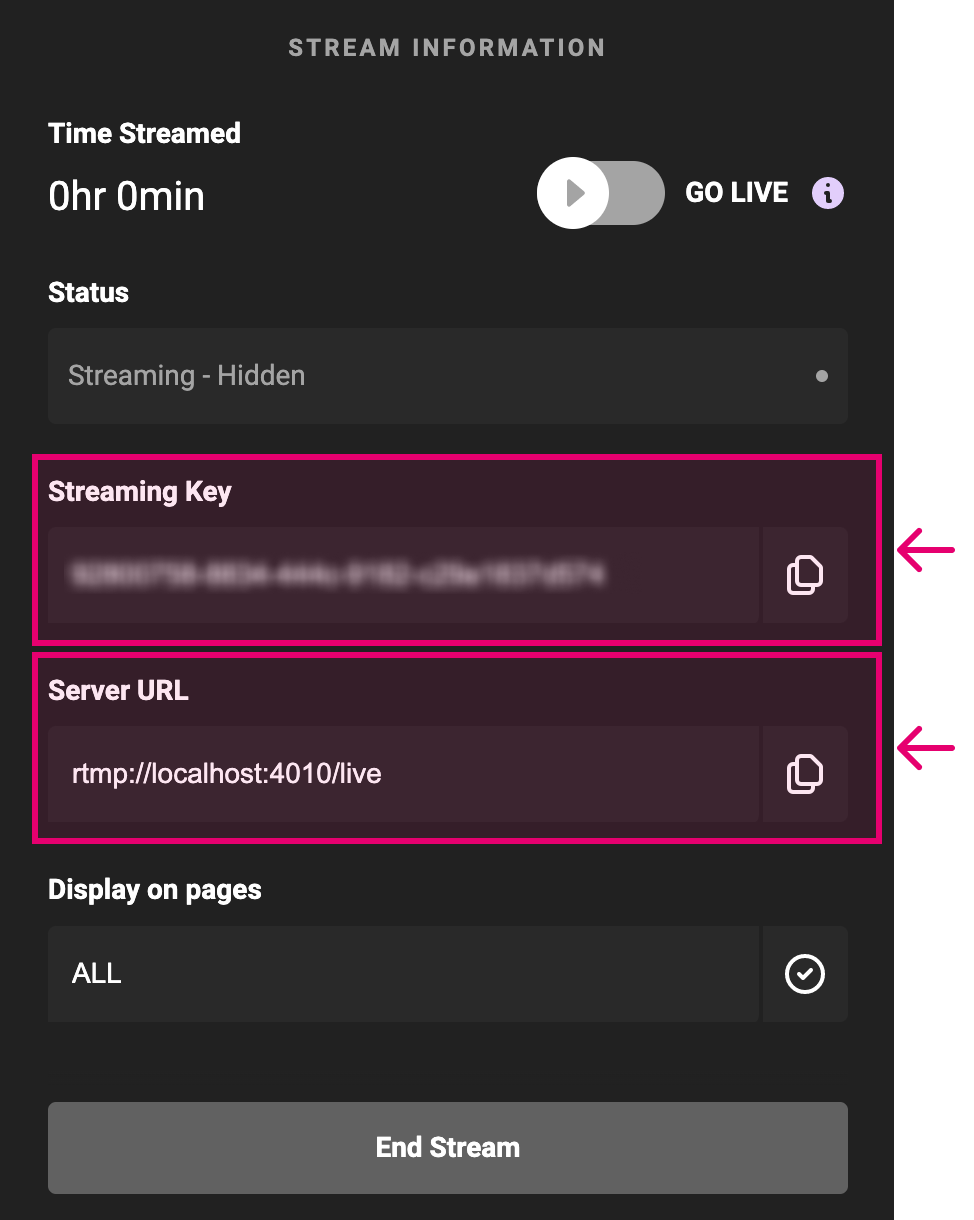 STREAM INFORMATION
Time Streamed
0hr 0min
GO LIVE
Status
Streaming - Hidden
Streaming Key
Server URL
rtmp://localhost:4010/live
Display on pages
ALL
End Stream